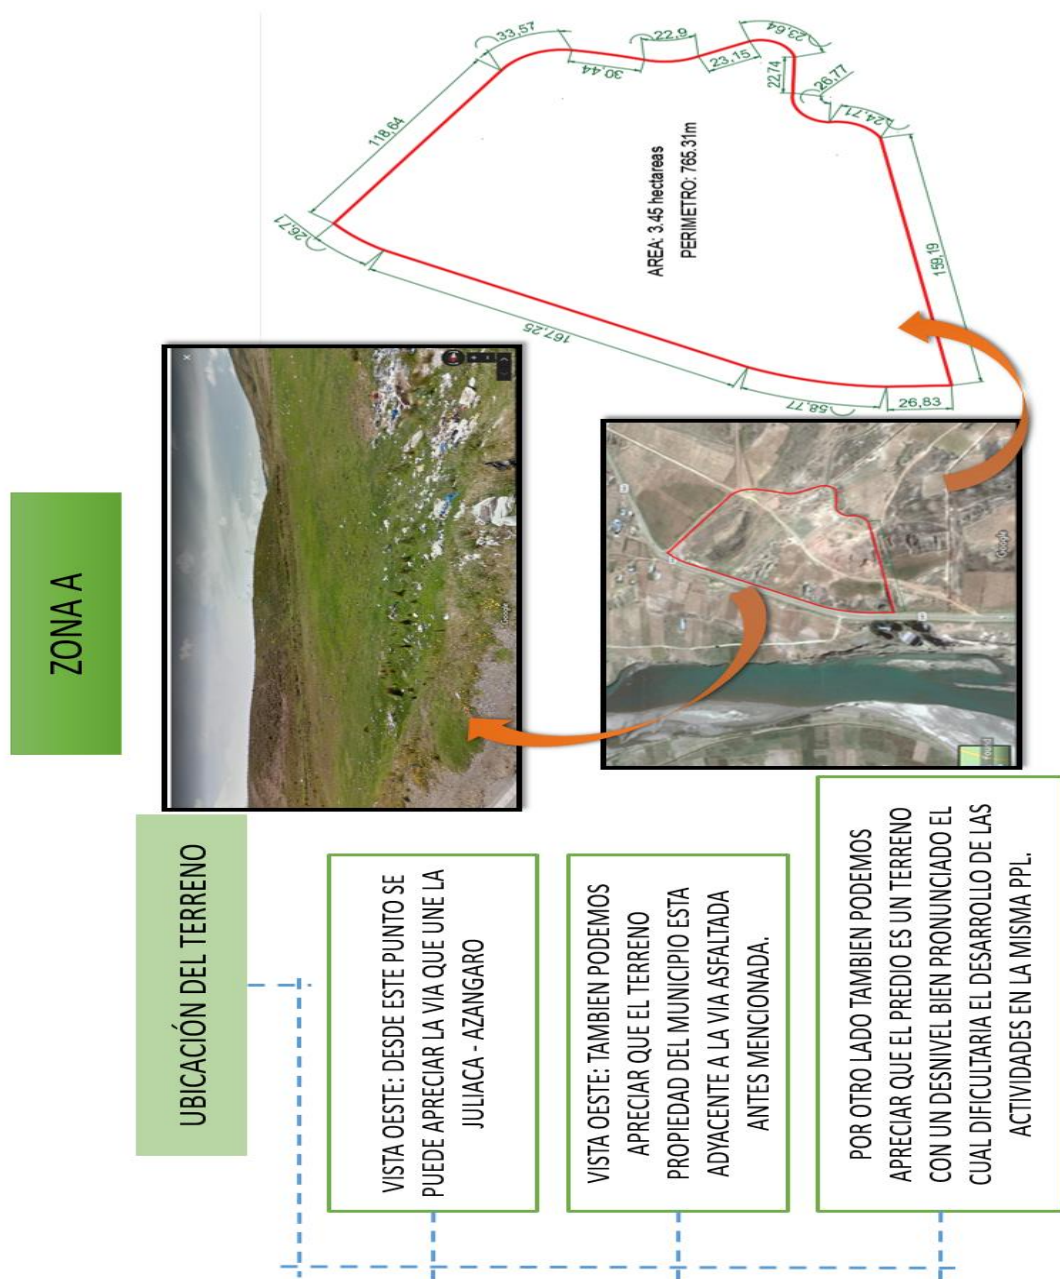 ZONA A
UBICACIÓN DEL TERRENO
VISTA OESTE: DESDE ESTE PUNTO SE
PUEDE APRECIAR LA VIA QUE UNE LA
JULIACA - AZANGARO
VISTA OESTE: TAMBIEN PODEMOS
APRECIAR QUE EL TERRENO
PROPIEDAD DEL MUNICIPIO ESTA
ADYACENTE A LA VIA ASFALTADA
ANTES MENCIONADA.
POR OTRO LADO TAMBIEN PODEMOS
APRECIAR QUE EL PREDIO ES UN TERRENO
CON UN DESNIVEL BIEN PRONUNCIADO EL
CUAL DIFICULTARIA EL DESARROLLO DE LAS
ACTIVIDADES EN LA MISMA PPL.
Google
Google
AREA: 3.45 hectareas
PERIMETRO: 765.31m
26,71
118,64
33,57
30,44
22,9
23,15
23,64
22,74
26,77
24,71
159,19
26,83
58,77
167,25